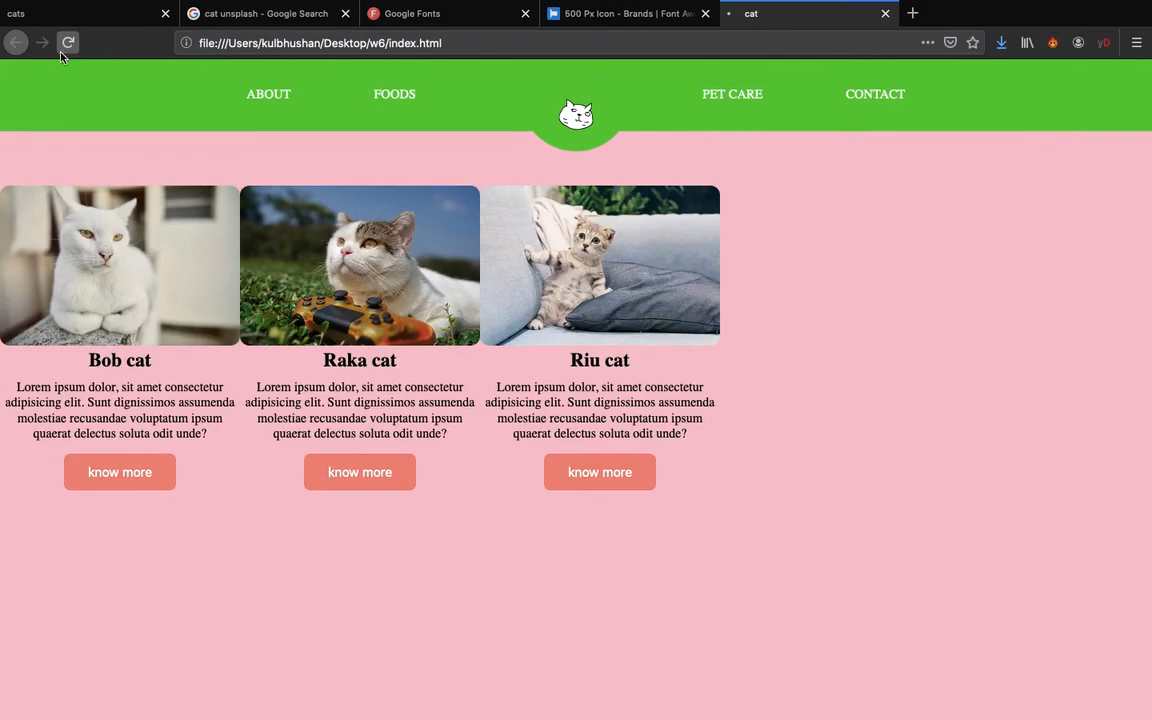 cats
cat unsplash - Google Search
Google Fonts
500 Px Icon - Brands | Font Aw
cat
file:///Users/kulbhushan/Desktop/w6/index.html
yD
ABOUT
FOODS
PET CARE
CONTACT
Bob cat
Lorem ipsum dolor, sit amet consectetur
adipisicing elit. Sunt dignissimos assumenda
molestiae recusandae voluptatum ipsum
quaerat delectus soluta odit unde?
know more
Raka cat
Lorem ipsum dolor, sit amet consectetur
adipisicing elit. Sunt dignissimos assumenda
molestiae recusandae voluptatum ipsum
quaerat delectus soluta odit unde?
know more
Riu cat
Lorem ipsum dolor, sit amet consectetur
adipisicing elit. Sunt dignissimos assumenda
molestiae recusandae voluptatum ipsum
quaerat delectus soluta odit unde?
know more